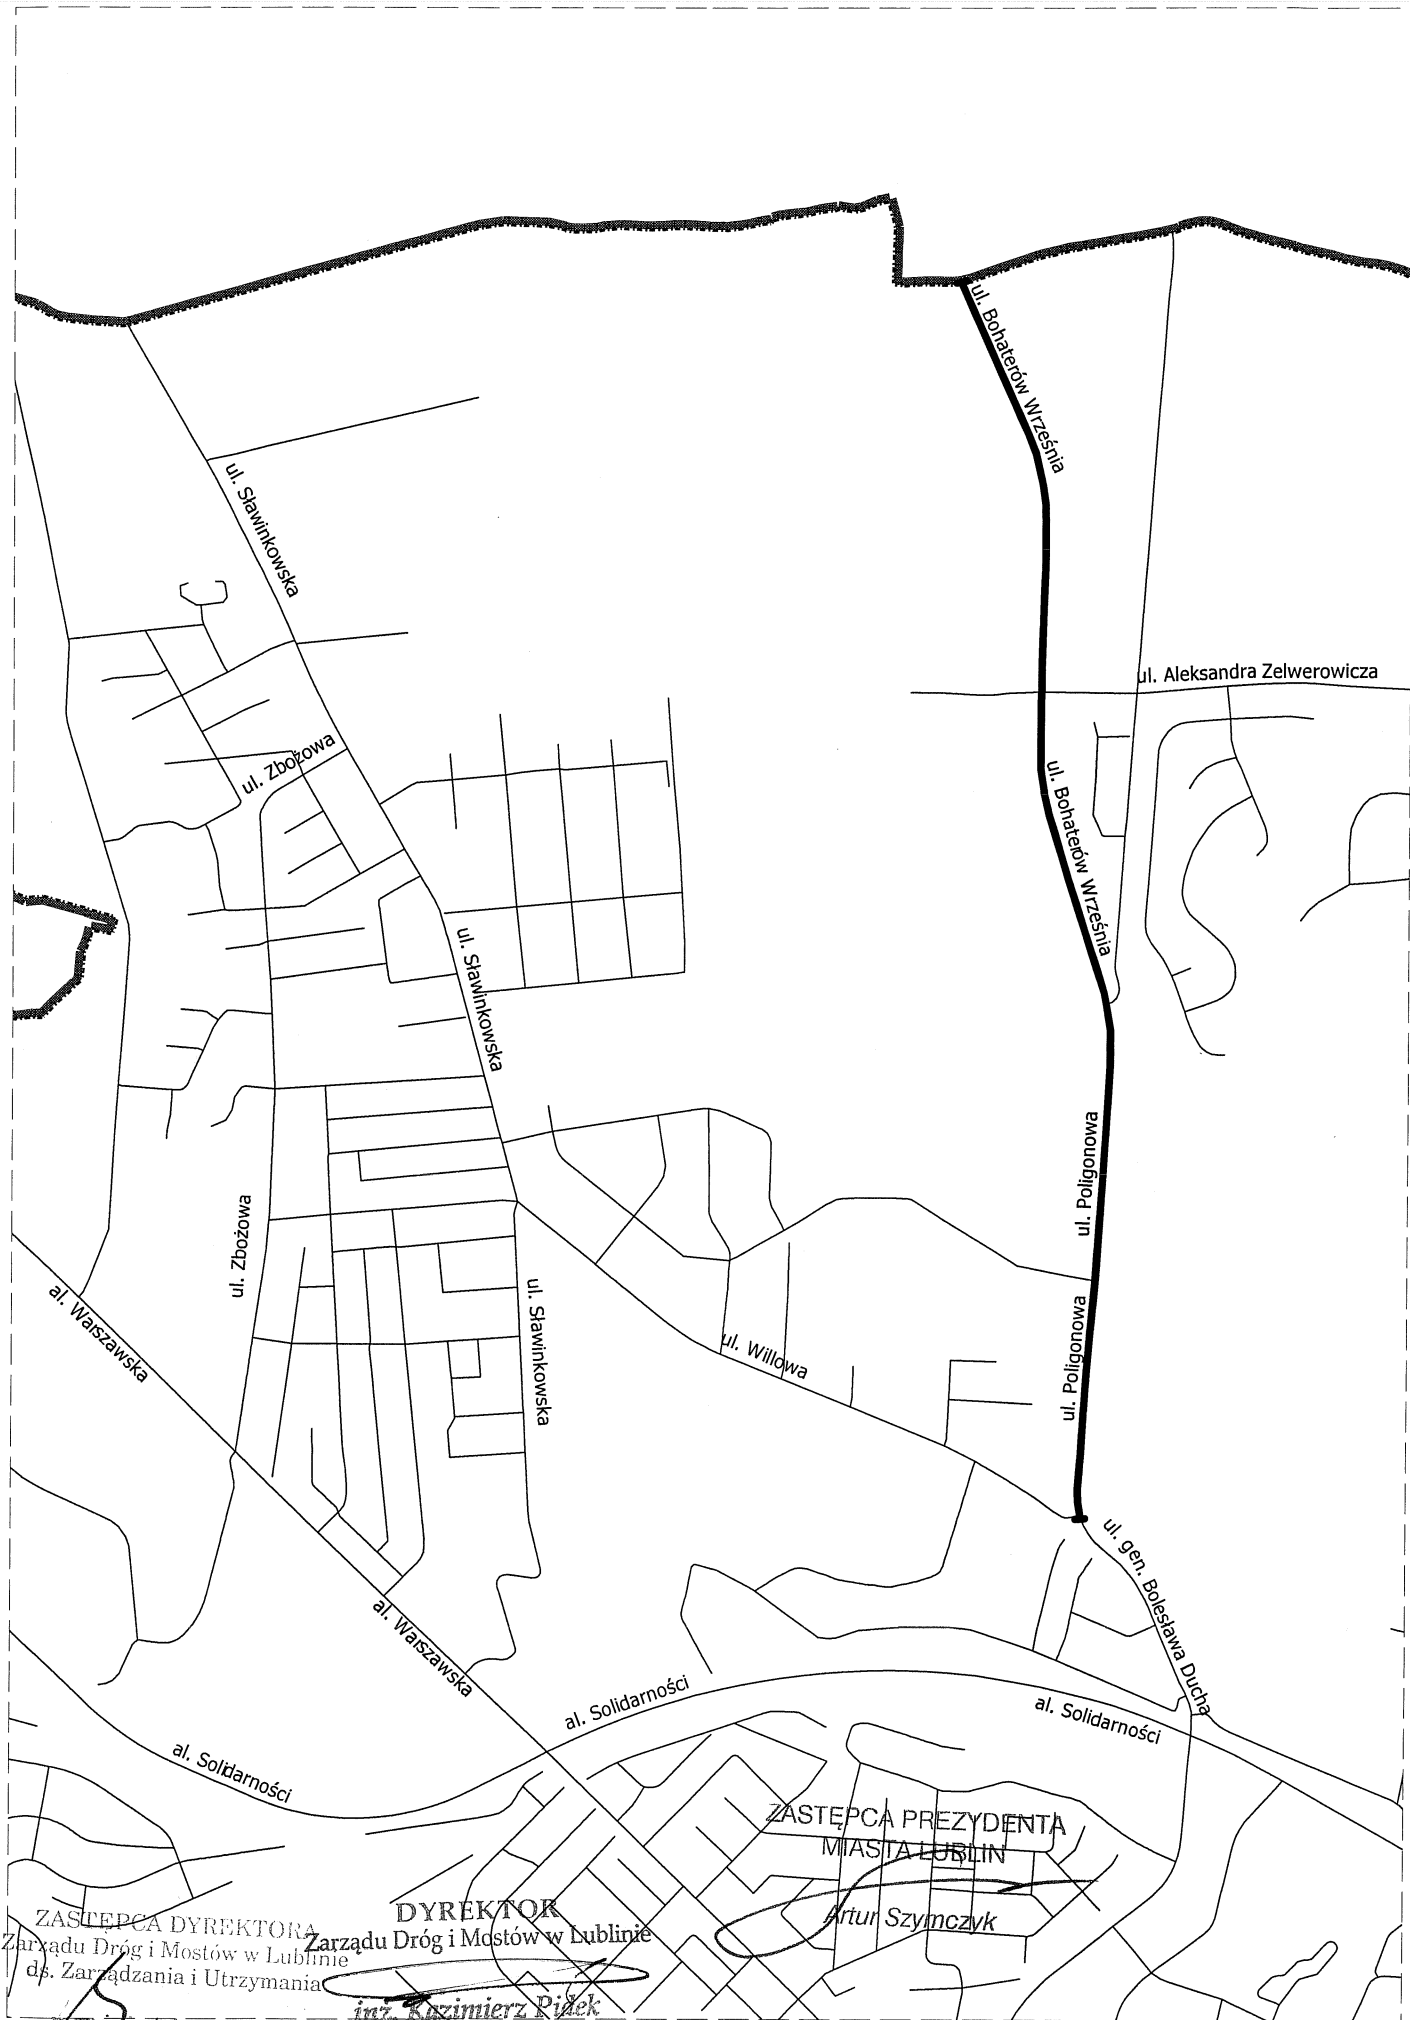 ul. Bohaterów Września
ul. Sławinkowska
ul. Aleksandra Zelwerowicza
ul. Zbożowa
ul. Bohaterów Września
ul. Sławinkowska
ul. Poligonowa
ul. Zbożowa
al. Warszawska
ul. Sławinkowska
ul. Poligonowa
ul. Willowa
ul. gen. Bolesława Ducha
al. Warszawska
al. Solidarności
al. Solidarności
al. Solidarności
ZASTĘPCA PREZYDENTA
MIASTA LUBLIN
Artur Szymczyk
DYREKTOR
Zarządu Dróg i Mostów w Lublinie
inż. Kazimierz Pidek
ZASTĘPCA DYREKTORA
Zarządu Dróg i Mostów w Lublinie
ds. Zarządzania i Utrzymania